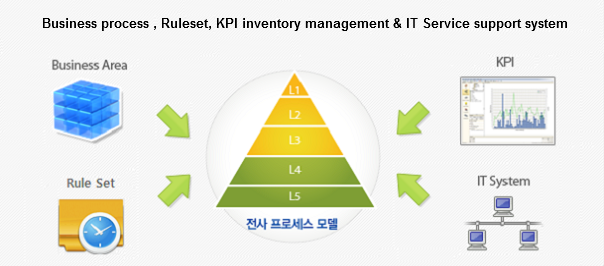 Business process , Ruleset, KPI inventory management & IT Service support system
Business Area
KPI
L1
L2
L3
L4
L5
Rule Set
IT System
전사 프로세스 모델